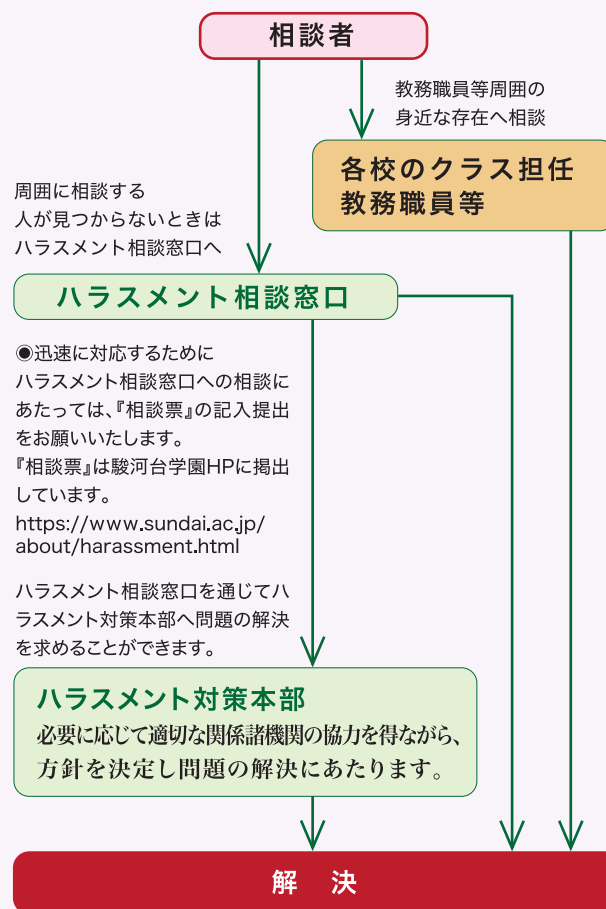 相談者
教務職員等周囲の
身近な存在へ相談
各校のクラス担任
教務職員等
周囲に相談する
人が見つからないときは
ハラスメント相談窓口へ
ハラスメント相談窓口
◉迅速に対応するために
ハラスメント相談窓口への相談に
あたっては、『相談票』の記入提出
をお願いいたします。
『相談票』は駿河台学園HPに掲出
しています。
https://www.sundai.ac.jp/
about/harassment.html
ハラスメント相談窓口を通じてハ
ラスメント対策本部へ問題の解決
を求めることができます。
ハラスメント対策本部
必要に応じて適切な関係諸機関の協力を得ながら、
方針を決定し問題の解決にあたります。
解 決